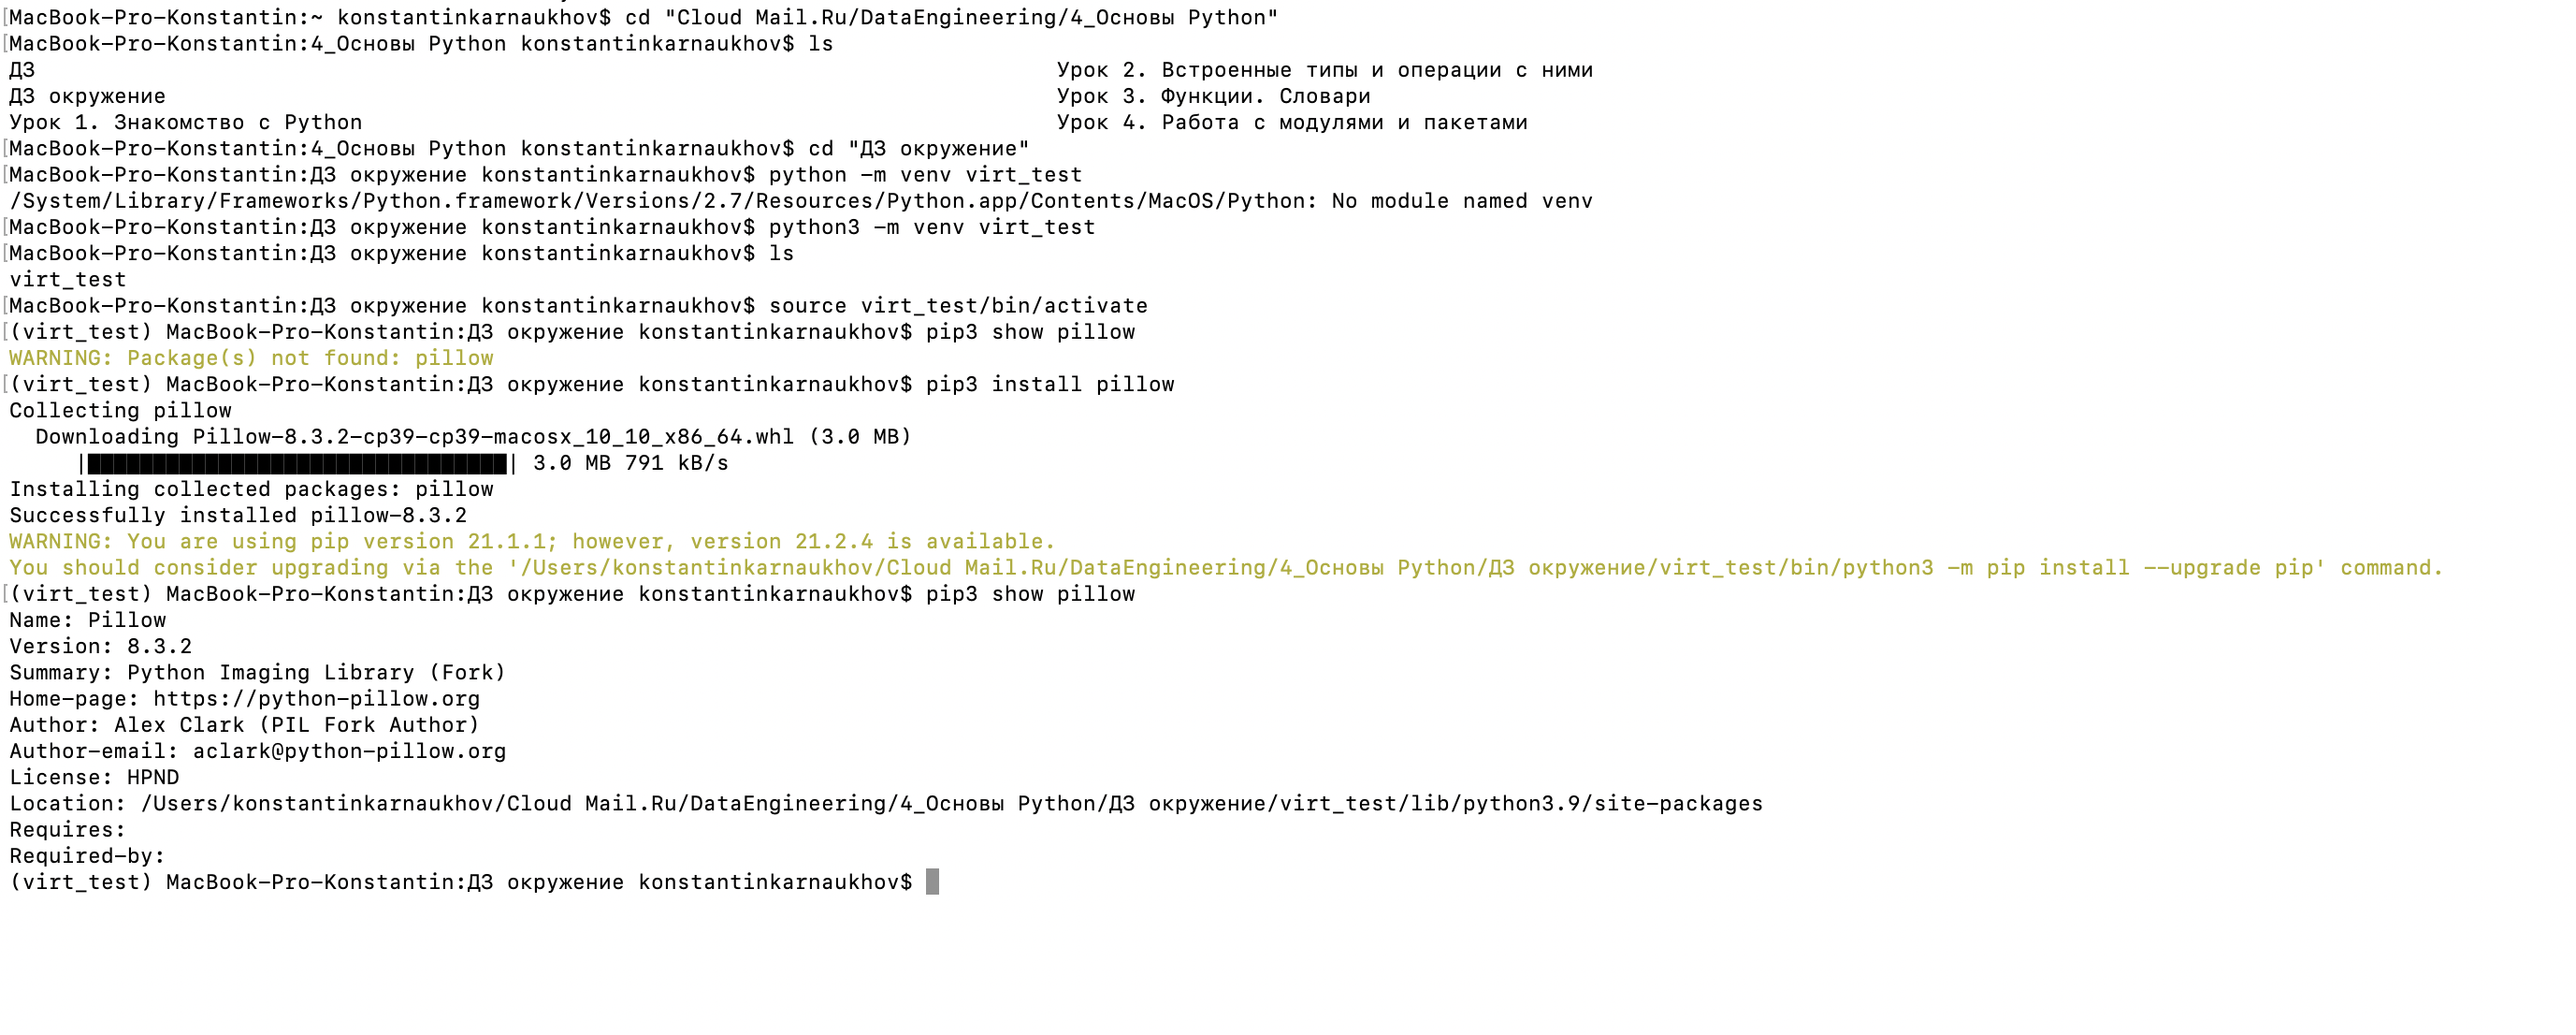 [MacBook-Pro-Konstantin:~ konstantinkarnaukhov$ cd "Cloud Mail.Ru/DataEngineering/4_Основы Python"
[MacBook-Pro-Konstantin:4_Основы Python konstantinkarnaukhov$ ls
ДЗ Урок 2. Встроенные типы и операции с ними
ДЗ окружение Урок 3. Функции. Словари
Урок 1. Знакомство с Python Урок 4. Работа с модулями и пакетами
[MacBook-Pro-Konstantin:4_Основы Python konstantinkarnaukhov$ cd "ДЗ окружение"
[MacBook-Pro-Konstantin:ДЗ окружение konstantinkarnaukhov$ python -m venv virt_test
/System/Library/Frameworks/Python.framework/Versions/2.7/Resources/Python.app/Contents/MacOS/Python: No module named venv
[MacBook-Pro-Konstantin:ДЗ окружение konstantinkarnaukhov$ python3 -m venv virt_test
[MacBook-Pro-Konstantin:ДЗ окружение konstantinkarnaukhov$ ls
virt_test
[MacBook-Pro-Konstantin:ДЗ окружение konstantinkarnaukhov$ source virt_test/bin/activate
[(virt_test) MacBook-Pro-Konstantin:ДЗ окружение konstantinkarnaukhov$ pip3 show pillow
WARNING: Package(s) not found: pillow
[(virt_test) MacBook-Pro-Konstantin:ДЗ окружение konstantinkarnaukhov$ pip3 install pillow
Collecting pillow
Downloading Pillow-8.3.2-cp39-cp39-macosx_10_10_x86_64.whl (3.0 MB)
|████████████████████████████████| 3.0 MB 791 kB/s
Installing collected packages: pillow
Successfully installed pillow-8.3.2
WARNING: You are using pip version 21.1.1; however, version 21.2.4 is available.
You should consider upgrading via the '/Users/konstantinkarnaukhov/Cloud Mail.Ru/DataEngineering/4_Основы Python/ДЗ окружение/virt_test/bin/python3 -m pip install --upgrade pip' command.
[(virt_test) MacBook-Pro-Konstantin:ДЗ окружение konstantinkarnaukhov$ pip3 show pillow
Name: Pillow
Version: 8.3.2
Summary: Python Imaging Library (Fork)
Home-page: https://python-pillow.org
Author: Alex Clark (PIL Fork Author)
Author-email: aclark@python-pillow.org
License: HPND
Location: /Users/konstantinkarnaukhov/Cloud Mail.Ru/DataEngineering/4_Основы Python/ДЗ окружение/virt_test/lib/python3.9/site-packages
Requires:
Required-by:
(virt_test) MacBook-Pro-Konstantin:ДЗ окружение konstantinkarnaukhov$